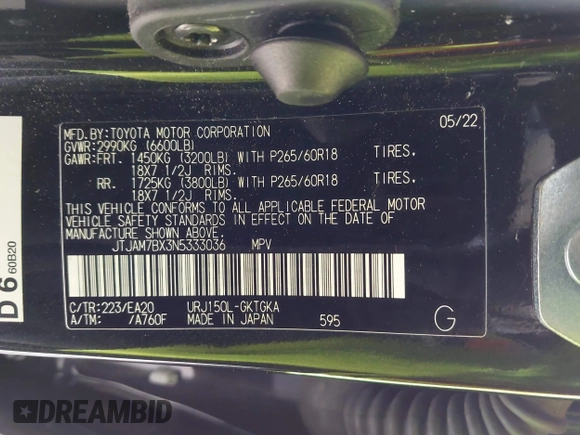 MFD.BY:TOYOTA MOTOR CORPORATION 05/22
GVWR:2990KG (6600LB)
GAWR:FRT. 1450KG (3200LB) WITH P265/60R18 TIRES.
18X7 1/2J RIMS.
RR. 1725KG (3800LB) WITH P265/60R18 TIRES.
18X7 1/2J RIMS.
THIS VEHICLE CONFORMS TO ALL APPLICABLE FEDERAL MOTOR
VEHICLE SAFETY STANDARDS IN EFFECT ON THE DATE OF
MANUFACTURE SHOWN ABOVE.
JTJAM7BX3N5333036 MPV
C/TR:223/EA20 URJ150L-GKTGKA
A/TM: /A760F MADE IN JAPAN 595 G
D 6 60B20
DREAMBID